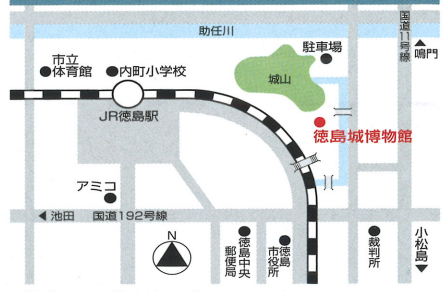 助任川
国道11号線
▲
鳴門
駐車場
市立
体育館
内町小学校
城山
JR徳島駅
徳島城博物館
アミコ
◀池田 国道192号線
N
徳島中央
郵便局
徳島
市役所
裁判所
小松島
▼